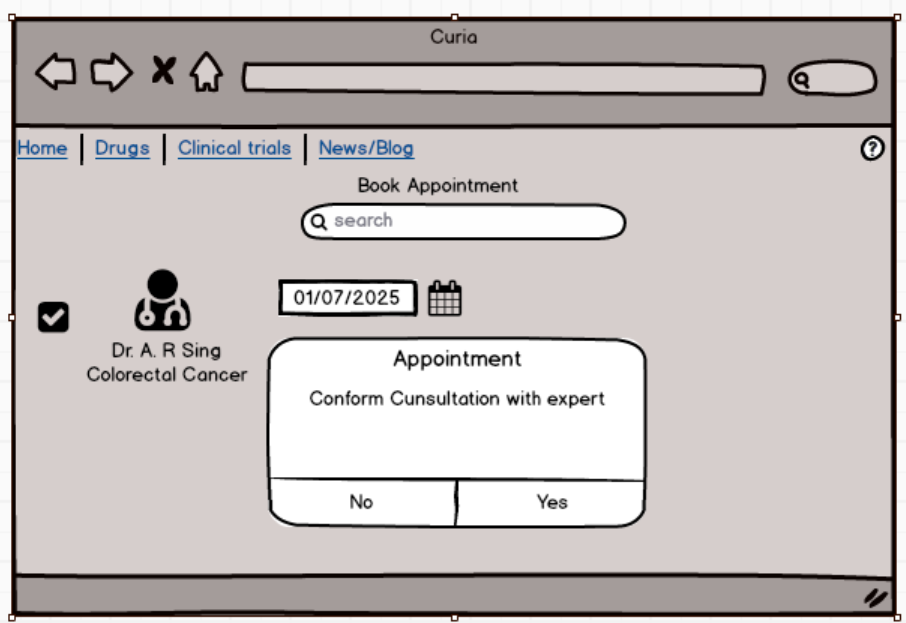 Curia
Home Drugs Clinical trials News/Blog ?
Book Appointment
search
01/07/2025
Dr. A. R Sing
Colorectal Cancer
Appointment
Conform Cunsultation with expert
No Yes